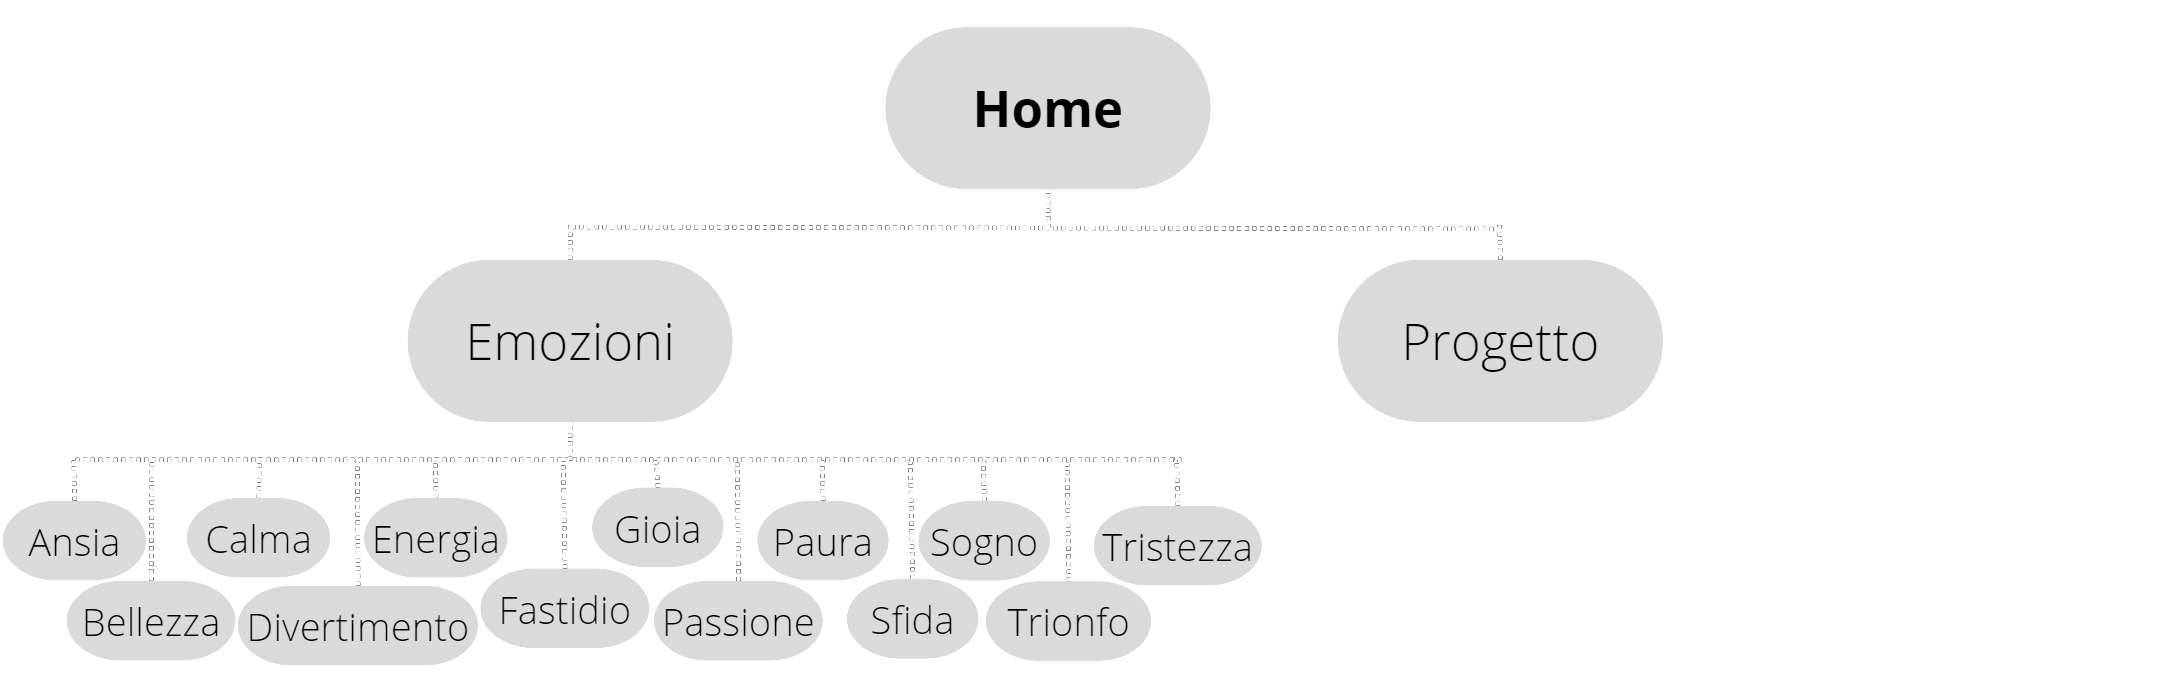 Home
Emozioni
Progetto
Ansia
Bellezza
Calma
Divertimento
Energia
Fastidio
Gioia
Passione
Paura
Sfida
Sogno
Trionfo
Tristezza